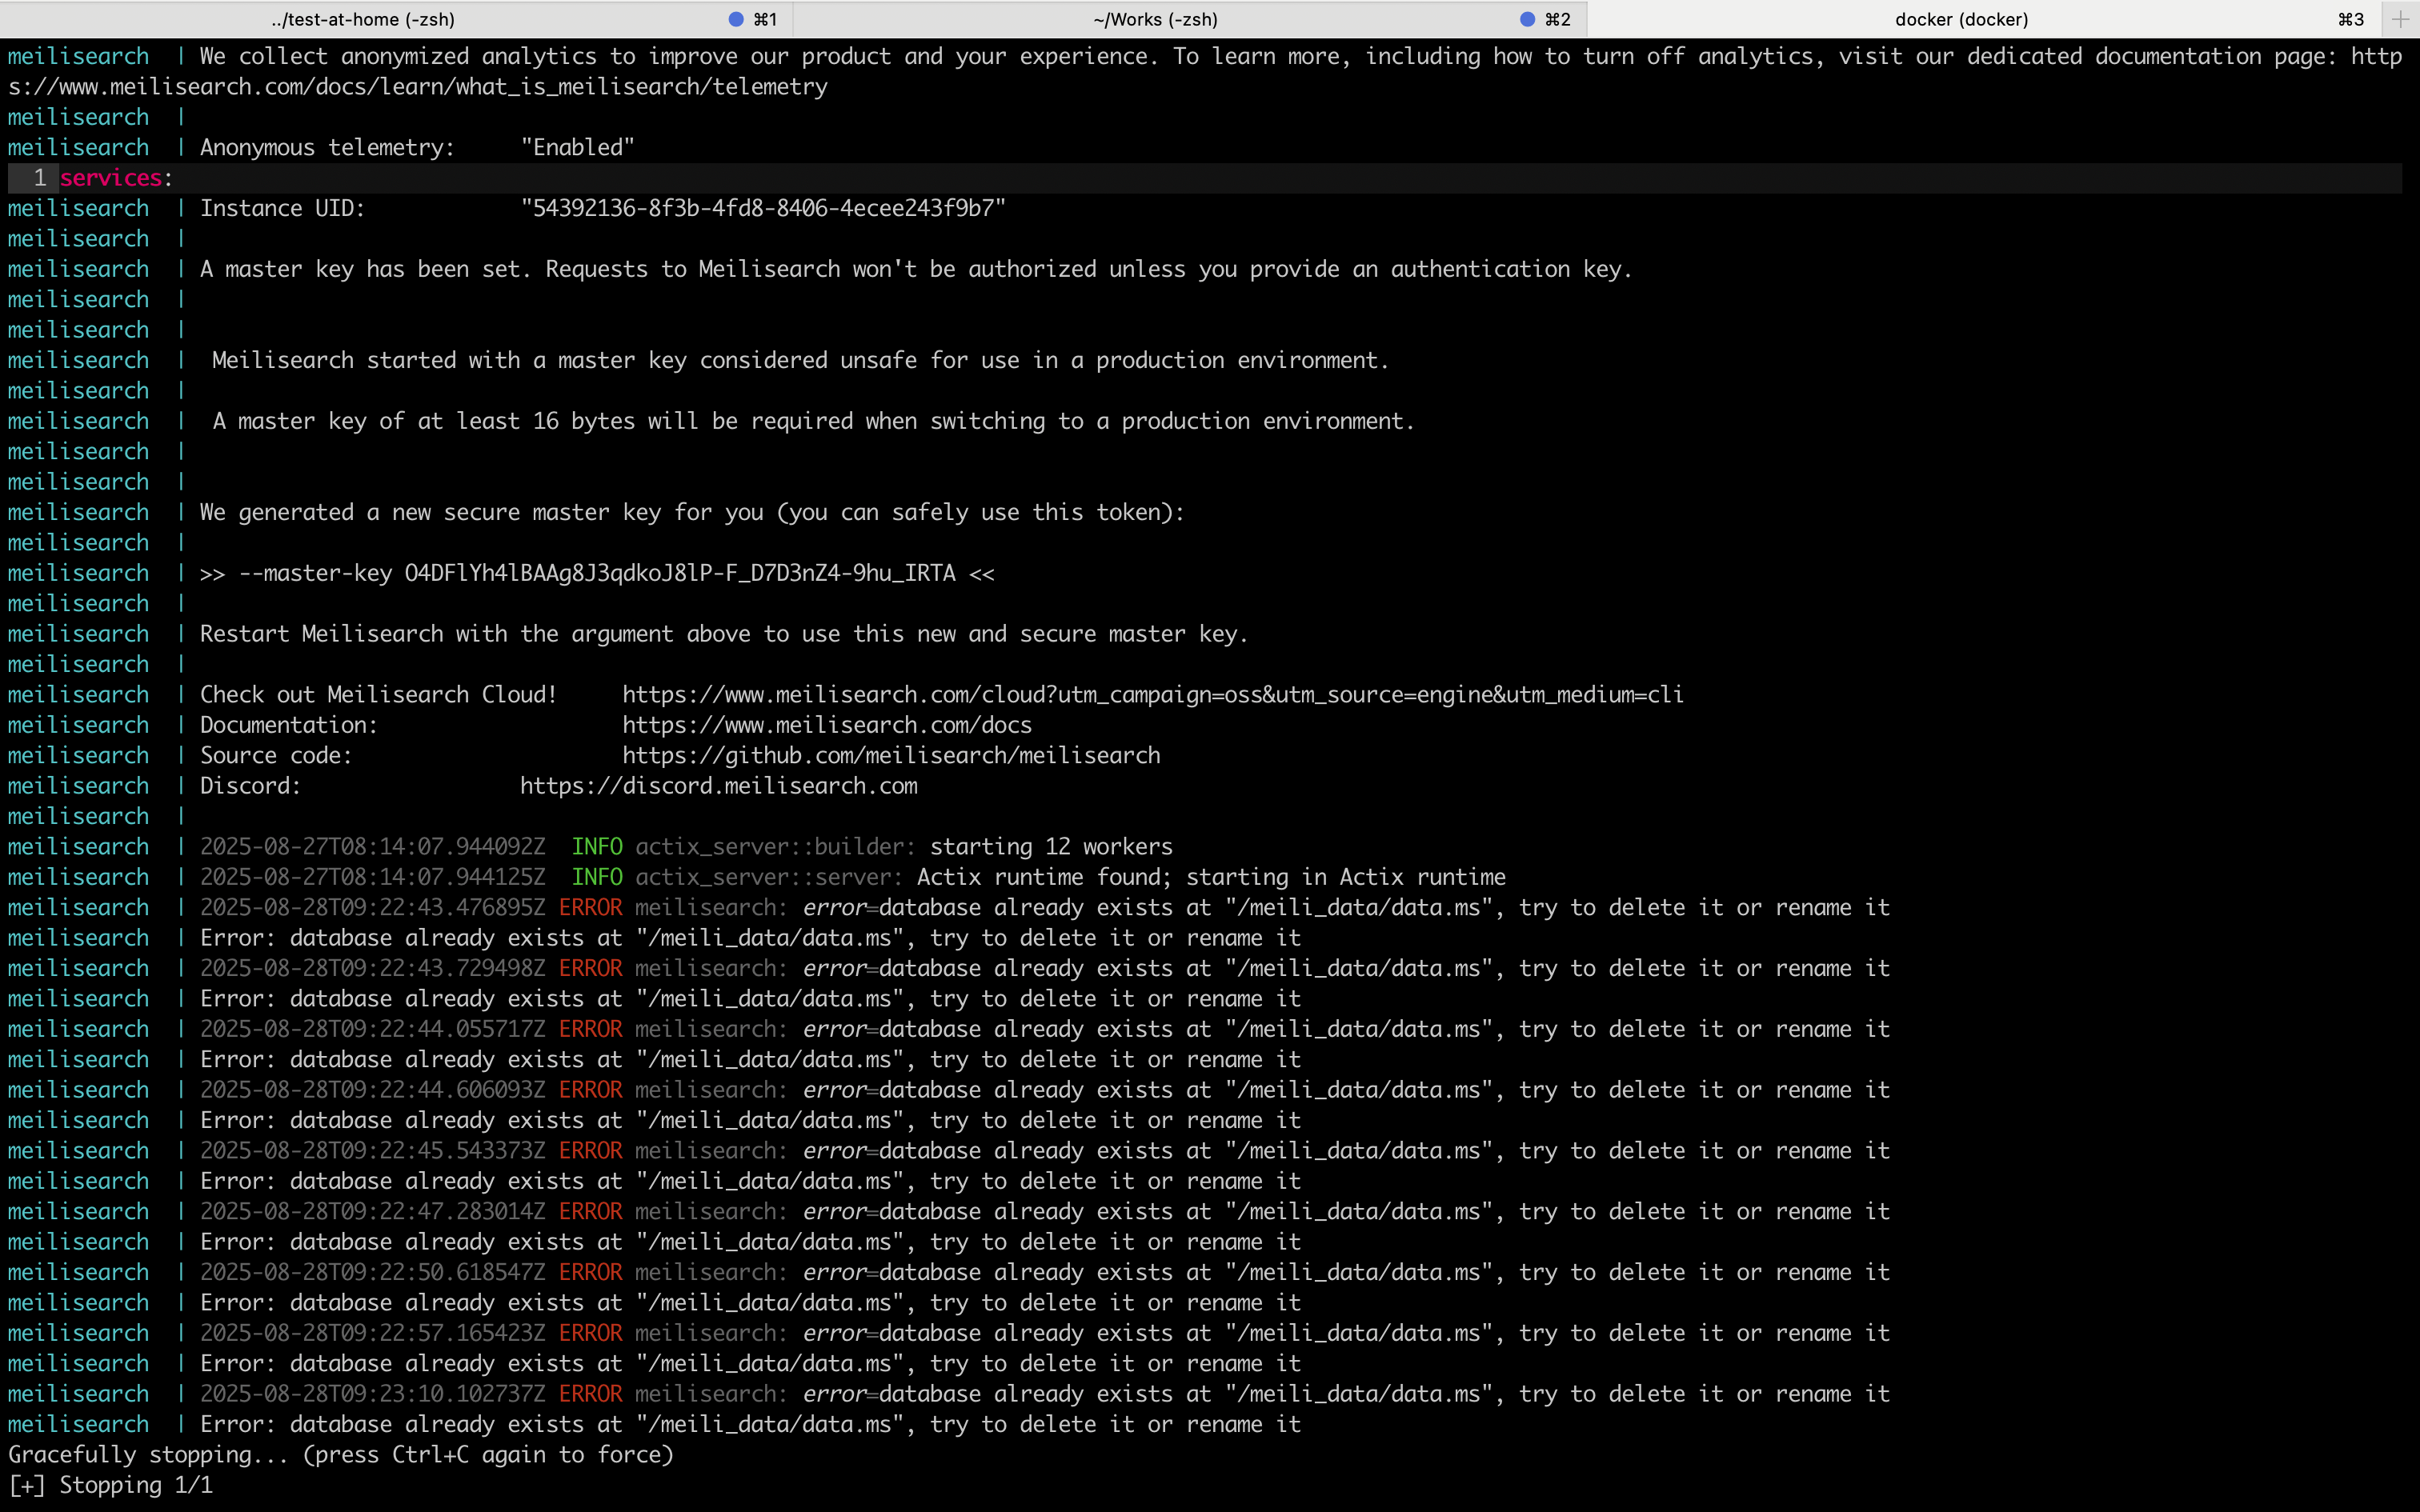 ../test-at-home (-zsh) ⌘1 ~/Works (-zsh) ⌘2 docker (docker) ⌘3 +
meilisearch  | We collect anonymized analytics to improve our product and your experience. To learn more, including how to turn off analytics, visit our dedicated documentation page: http
s://www.meilisearch.com/docs/learn/what_is_meilisearch/telemetry
meilisearch  |
meilisearch  | Anonymous telemetry:     "Enabled"
1 services:
meilisearch  | Instance UID:            "54392136-8f3b-4fd8-8406-4ecee243f9b7"
meilisearch  |
meilisearch  | A master key has been set. Requests to Meilisearch won't be authorized unless you provide an authentication key.
meilisearch  |
meilisearch  |
meilisearch  |  Meilisearch started with a master key considered unsafe for use in a production environment.
meilisearch  |
meilisearch  |  A master key of at least 16 bytes will be required when switching to a production environment.
meilisearch  |
meilisearch  |
meilisearch  | We generated a new secure master key for you (you can safely use this token):
meilisearch  |
meilisearch  | >> --master-key O4DFlYh4lBAAg8J3qdkoJ8lP-F_D7D3nZ4-9hu_IRTA <<
meilisearch  |
meilisearch  | Restart Meilisearch with the argument above to use this new and secure master key.
meilisearch  |
meilisearch  | Check out Meilisearch Cloud!     https://www.meilisearch.com/cloud?utm_campaign=oss&utm_source=engine&utm_medium=cli
meilisearch  | Documentation:                   https://www.meilisearch.com/docs
meilisearch  | Source code:                     https://github.com/meilisearch/meilisearch
meilisearch  | Discord:                 https://discord.meilisearch.com
meilisearch  |
meilisearch  | 2025-08-27T08:14:07.944092Z  INFO actix_server::builder: starting 12 workers
meilisearch  | 2025-08-27T08:14:07.944125Z  INFO actix_server::server: Actix runtime found; starting in Actix runtime
meilisearch  | 2025-08-28T09:22:43.476895Z ERROR meilisearch: error=database already exists at "/meili_data/data.ms", try to delete it or rename it
meilisearch  | Error: database already exists at "/meili_data/data.ms", try to delete it or rename it
meilisearch  | 2025-08-28T09:22:43.729498Z ERROR meilisearch: error=database already exists at "/meili_data/data.ms", try to delete it or rename it
meilisearch  | Error: database already exists at "/meili_data/data.ms", try to delete it or rename it
meilisearch  | 2025-08-28T09:22:44.055717Z ERROR meilisearch: error=database already exists at "/meili_data/data.ms", try to delete it or rename it
meilisearch  | Error: database already exists at "/meili_data/data.ms", try to delete it or rename it
meilisearch  | 2025-08-28T09:22:44.606093Z ERROR meilisearch: error=database already exists at "/meili_data/data.ms", try to delete it or rename it
meilisearch  | Error: database already exists at "/meili_data/data.ms", try to delete it or rename it
meilisearch  | 2025-08-28T09:22:45.543373Z ERROR meilisearch: error=database already exists at "/meili_data/data.ms", try to delete it or rename it
meilisearch  | Error: database already exists at "/meili_data/data.ms", try to delete it or rename it
meilisearch  | 2025-08-28T09:22:47.283014Z ERROR meilisearch: error=database already exists at "/meili_data/data.ms", try to delete it or rename it
meilisearch  | Error: database already exists at "/meili_data/data.ms", try to delete it or rename it
meilisearch  | 2025-08-28T09:22:50.618547Z ERROR meilisearch: error=database already exists at "/meili_data/data.ms", try to delete it or rename it
meilisearch  | Error: database already exists at "/meili_data/data.ms", try to delete it or rename it
meilisearch  | 2025-08-28T09:22:57.165423Z ERROR meilisearch: error=database already exists at "/meili_data/data.ms", try to delete it or rename it
meilisearch  | Error: database already exists at "/meili_data/data.ms", try to delete it or rename it
meilisearch  | 2025-08-28T09:23:10.102737Z ERROR meilisearch: error=database already exists at "/meili_data/data.ms", try to delete it or rename it
meilisearch  | Error: database already exists at "/meili_data/data.ms", try to delete it or rename it
Gracefully stopping... (press Ctrl+C again to force)
[+] Stopping 1/1